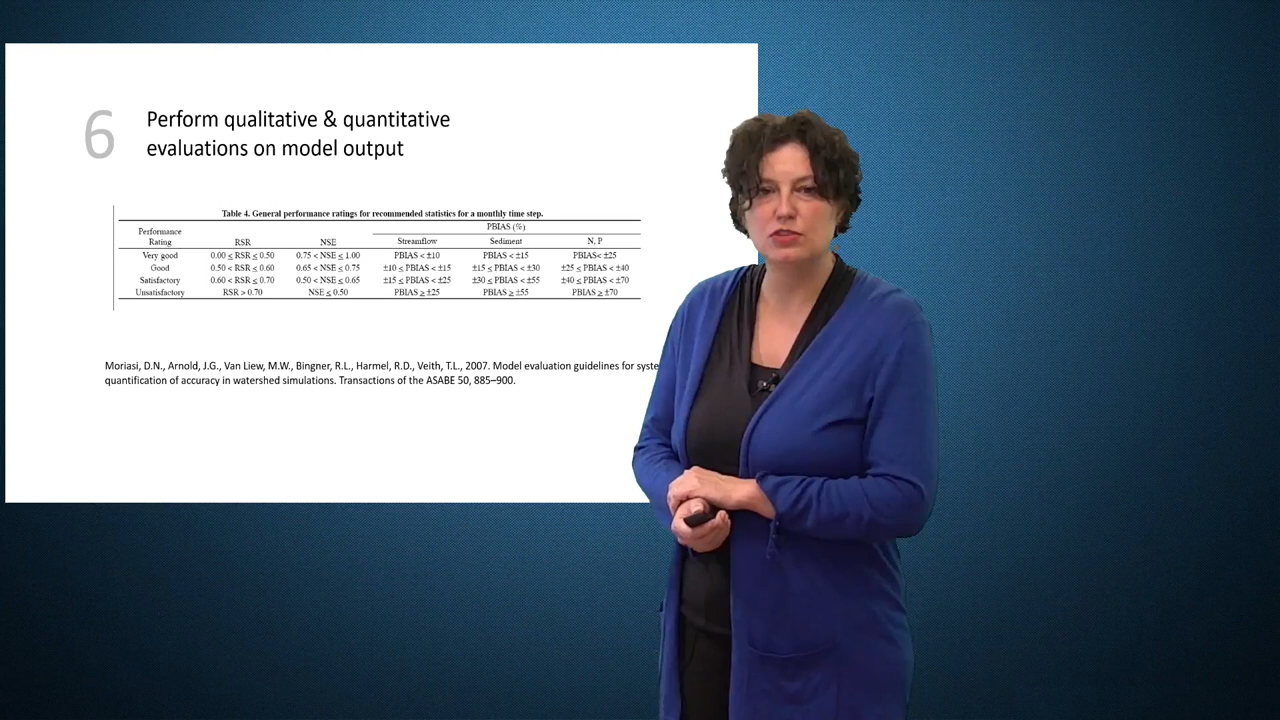 6
Perform qualitative & quantitative
evaluations on model output
Table 4. General performance ratings for recommended statistics for a monthly time step.
Performance Rating RSR NSE PBIAS (%)
Streamflow Sediment N, P
Very good 0.00 ≤ RSR ≤ 0.50 0.75 < NSE ≤ 1.00 PBIAS < ±10 PBIAS < ±15 PBIAS< ±25
Good 0.50 < RSR ≤ 0.60 0.65 < NSE ≤ 0.75 ±10 ≤ PBIAS < ±15 ±15 ≤ PBIAS < ±30 ±25 ≤ PBIAS < ±40
Satisfactory 0.60 < RSR ≤ 0.70 0.50 < NSE ≤ 0.65 ±15 ≤ PBIAS < ±25 ±30 ≤ PBIAS < ±55 ±40 ≤ PBIAS < ±70
Unsatisfactory RSR > 0.70 NSE ≤ 0.50 PBIAS ≥ ±25 PBIAS ≥ ±55 PBIAS ≥ ±70
Moriasi, D.N., Arnold, J.G., Van Liew, M.W., Bingner, R.L., Harmel, R.D., Veith, T.L., 2007. Model evaluation guidelines for syste
quantification of accuracy in watershed simulations. Transactions of the ASABE 50, 885–900.